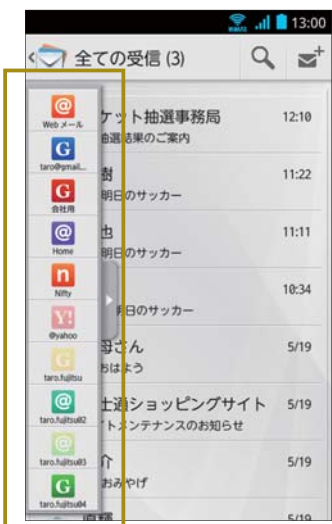 13:00
全ての受信 (3)
@
Web メール
ケット抽選事務局
12:10
抽選結果のご案内
G
taro@gmail...
樹
11:22
明日のサッカー
G
会社用
@
Home
也
11:11
明日のサッカー
n
Nifty
10:34
明日のサッカー
Y!
@yahoo
母さん
5/19
おはよう
G
taro.fujitsu
@
taro.fujitsu02
士通ショッピングサイト
5/19
トメンテナンスのお知らせ
@
taro.fujitsu03
介
5/19
おみやげ
G
taro.fujitsu04
5/19